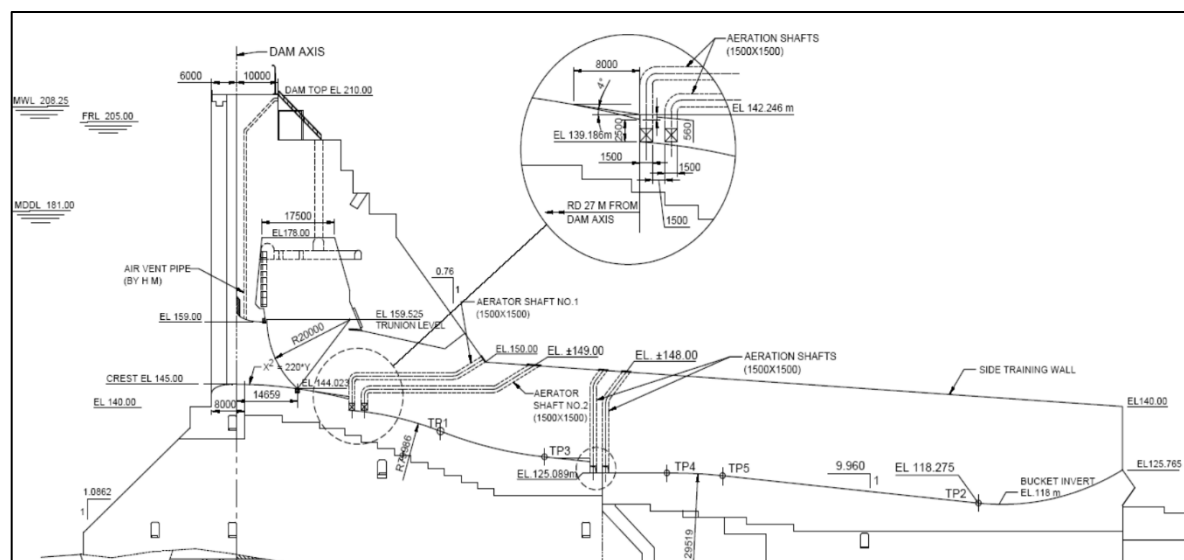 DAM AXIS
6000
10000
DAM TOP EL 210.00
MWL 208.25
FRL 205.00
MDDL 181.00
17500
EL178.00
AIR VENT PIPE
(BY H M)
EL 159.00
R20000
EL 159.525
TRUNION LEVEL
X² = 220*Y
CREST EL 145.00
EL 144.023
EL 140.00
8000
14659
1.0862
1
0.76
1
AERATOR SHAFT NO.1
(1500X1500)
EL.150.00
EL. ±149.00
EL. ±148.00
AERATOR
SHAFT NO.2
(1500X1500)
AERATION SHAFTS
(1500X1500)
SIDE TRAINING WALL
EL140.00
TP1
TP3
EL.125.089m
TP4
TP5
9.960
1
EL 118.275
TP2
BUCKET INVERT
EL.118 m
EL125.765
29519
AERATION SHAFTS
(1500X1500)
8000
4°
EL 142.246 m
2500
560
EL 139.186m
1500
1500
1500
RD 27 M FROM
DAM AXIS